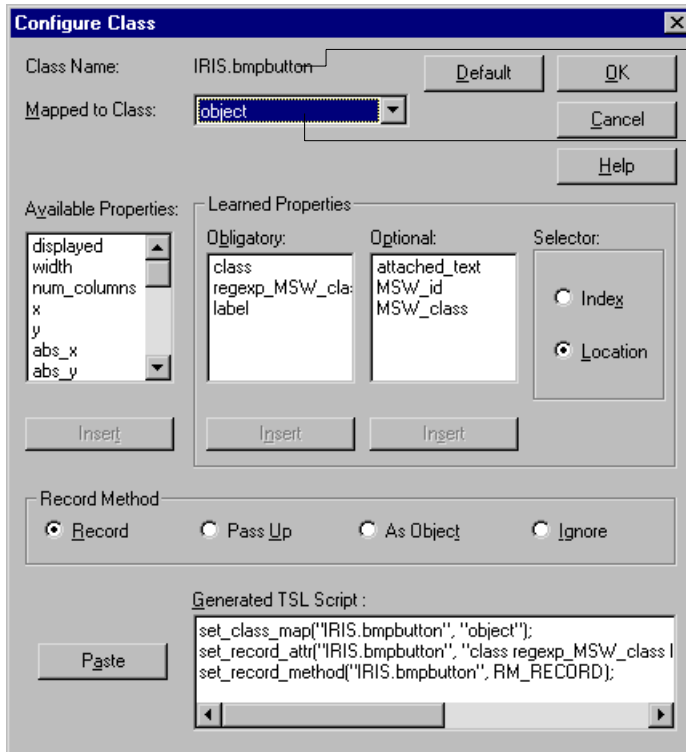 Configure Class
Class Name: IRIS.bmpbutton Default OK
Mapped to Class: object Cancel
Help
Available Properties: Learned Properties
Obligatory: Optional: Selector:
displayed class attached_text
width regexp_MSW_clas MSW_id
num_columns label MSW_class
x Index
y
abs_x Location
abs_y
Insert Insert Insert
Record Method
Record Pass Up As Object Ignore
Generated TSL Script :
set_class_map("IRIS.bmpbutton", "object");
set_record_attr("IRIS.bmpbutton", "class regexp_MSW_class l
set_record_method("IRIS.bmpbutton", RM_RECORD);
Paste